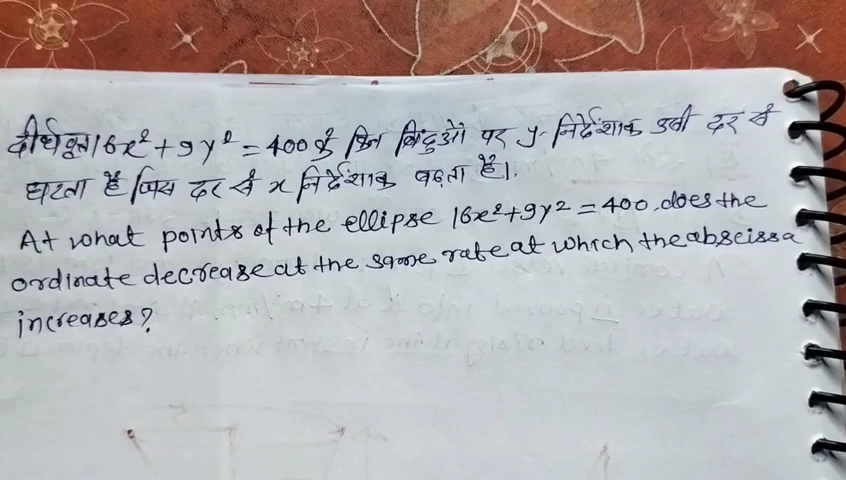 दीर्घवृत्त 16x² + 9y² = 400 के किन बिंदुओं पर y-निर्देशांक उसी दर से
घटता है जिस दर से x निर्देशांक बढ़ता है।
At what points of the ellipse 16x²+9y² = 400, does the
ordinate decrease at the same rate at which the abscissa
increases?